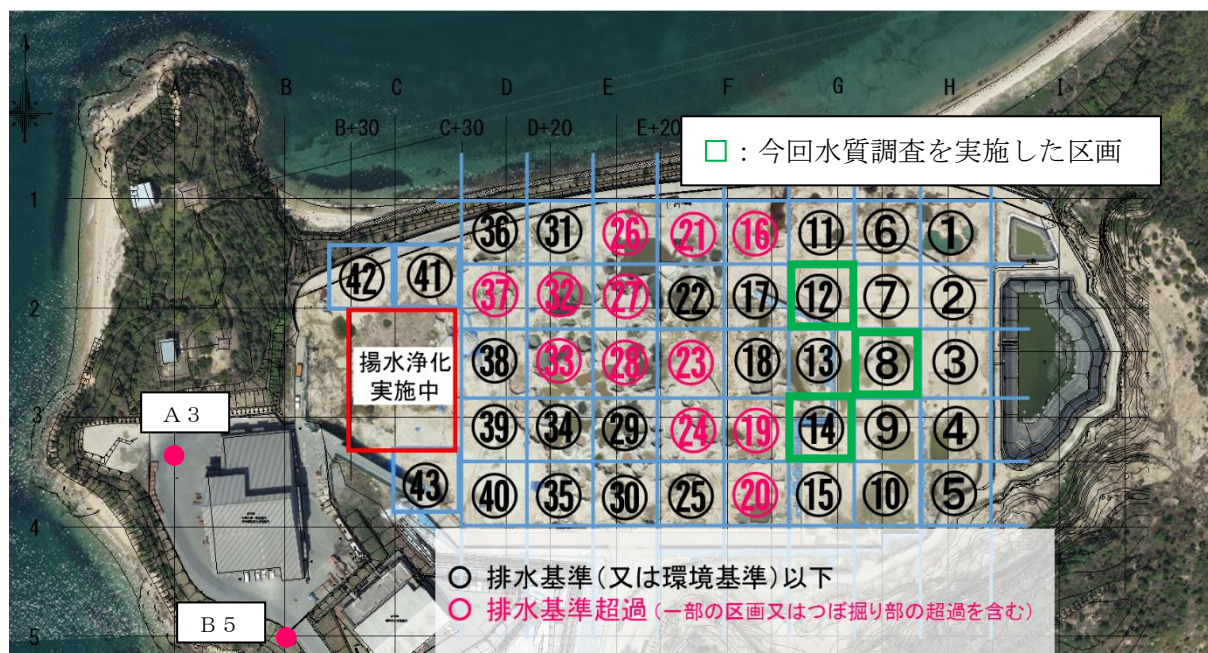 A B C D E F G H I
B+30 C+30 D+20 E+20
□:今回水質調査を実施した区画
1
㊱ ㉛ ㉖ ㉑ ⑯ ⑪ ⑥ ①
㊷ ㊶
㊲ ㉜ ㉗ ㉒ ⑰ ⑫ ⑦ ②
2
揚水浄化
実施中
㊳ ㉝ ㉘ ㉓ ⑱ ⑬ ⑧ ③
3
A3
㊴ ㉞ ㉙ ㉔ ⑲ ⑭ ⑨ ④
㊸ ㊵ ㉟ ㉚ ㉕ ⑳ ⑮ ⑩ ⑤
4
○ 排水基準(又は環境基準)以下
○ 排水基準超過(一部の区画又はつぼ掘り部の超過を含む)
B5
5